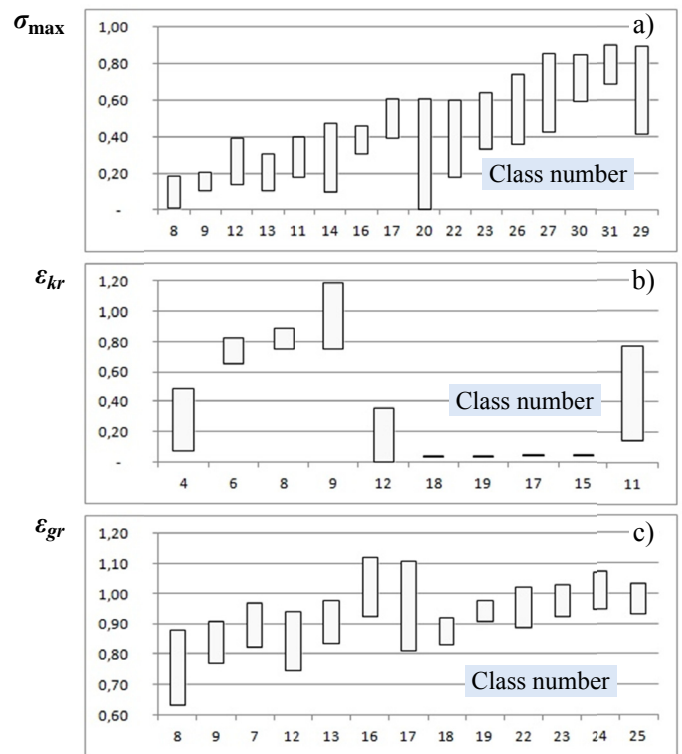 σmax
a)
1,00
0,80
0,60
0,40
0,20
-
Class number
8 9 12 13 11 14 16 17 20 22 23 26 27 30 31 29
εkr
b)
1,20
1,00
0,80
0,60
0,40
0,20
-
Class number
4 6 8 9 12 18 19 17 15 11
εgr
c)
1,20
1,10
1,00
0,90
0,80
0,70
0,60
Class number
8 9 7 12 13 16 17 18 19 22 23 24 25